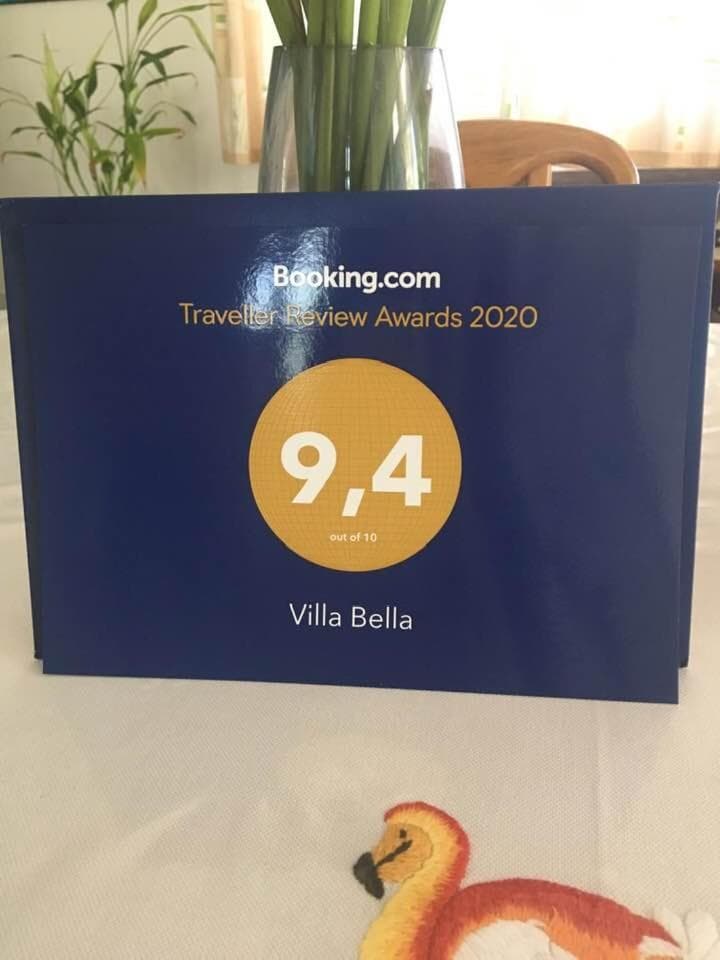 Booking.com
Traveller Review Awards 2020
9,4
out of 10
Villa Bella